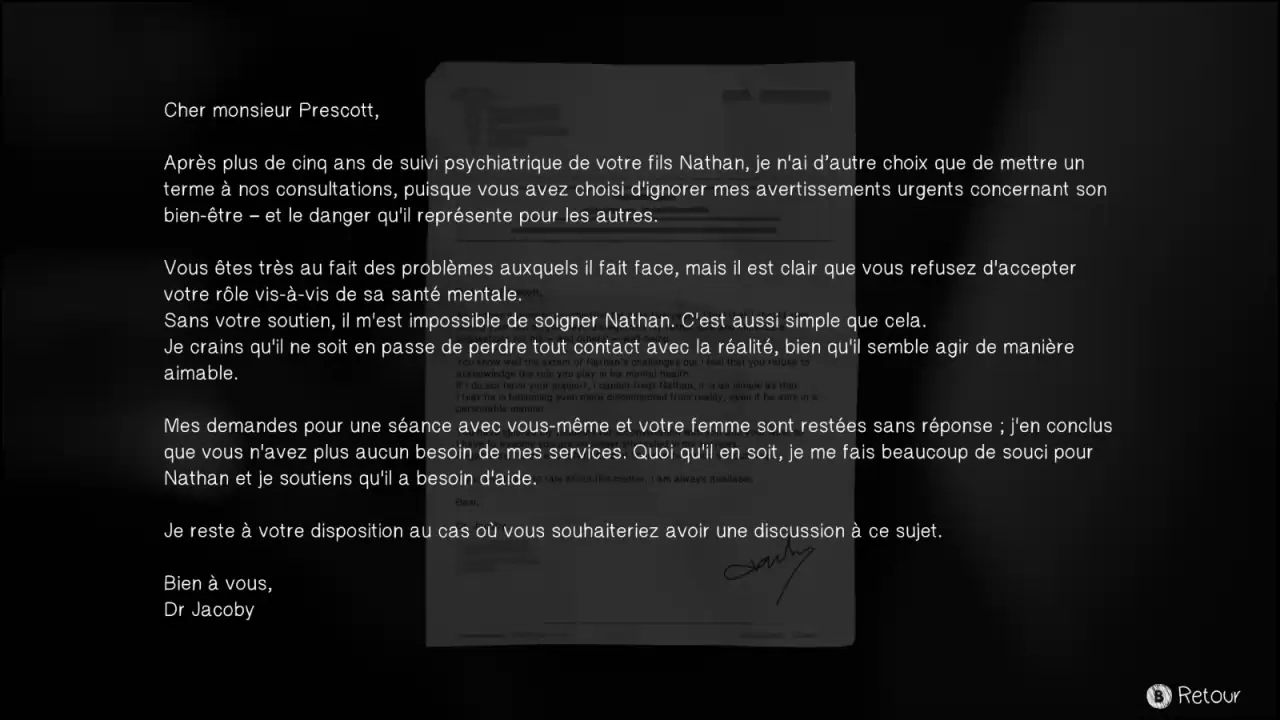 Cher monsieur Prescott,
Après plus de cinq ans de suivi psychiatrique de votre fils Nathan, je n'ai d'autre choix que de mettre un
terme à nos consultations, puisque vous avez choisi d'ignorer mes avertissements urgents concernant son
bien-être – et le danger qu'il représente pour les autres.
Vous êtes très au fait des problèmes auxquels il fait face, mais il est clair que vous refusez d'accepter
votre rôle vis-à-vis de sa santé mentale.
Sans votre soutien, il m'est impossible de soigner Nathan. C'est aussi simple que cela.
Je crains qu'il ne soit en passe de perdre tout contact avec la réalité, bien qu'il semble agir de manière
aimable.
Mes demandes pour une séance avec vous-même et votre femme sont restées sans réponse ; j'en conclus
que vous n'avez plus aucun besoin de mes services. Quoi qu'il en soit, je me fais beaucoup de souci pour
Nathan et je soutiens qu'il a besoin d'aide.
Je reste à votre disposition au cas où vous souhaiteriez avoir une discussion à ce sujet.
Bien à vous,
Dr Jacoby
B Retour